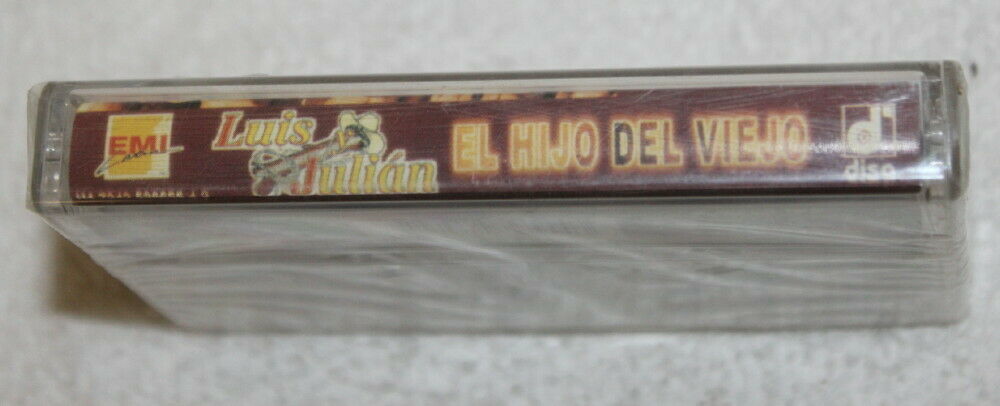 EMI
Luis
Julián
EL HIJO DEL VIEJO
disa